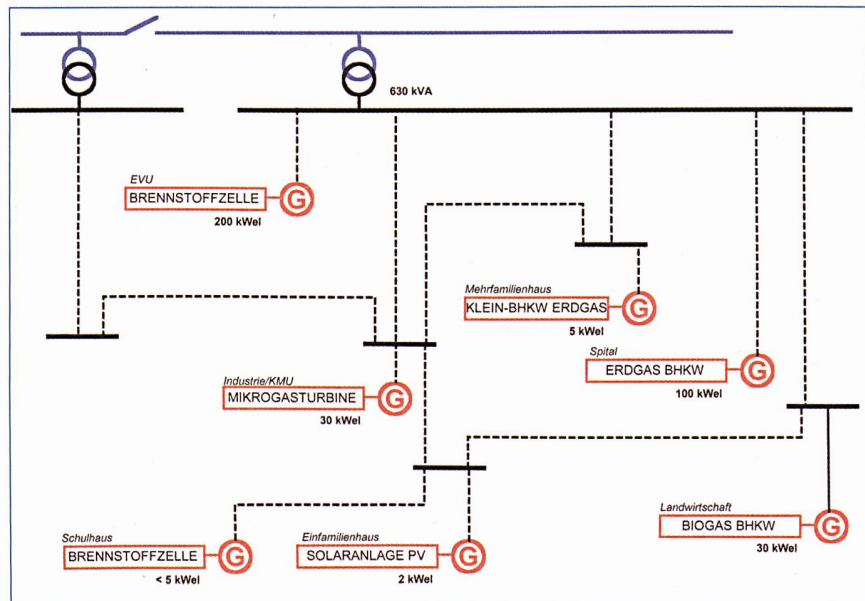 630 kVA
EVU
BRENNSTOFFZELLE
G
200 kWel
Mehrfamilienhaus
KLEIN-BHKW ERDGAS
G
5 kWel
Spital
ERDGAS BHKW
G
100 kWel
Industrie/KMU
MIKROGASTURBINE
G
30 kWel
Landwirtschaft
BIOGAS BHKW
G
30 kWel
Schulhaus
BRENNSTOFFZELLE
G
< 5 kWel
Einfamilienhaus
SOLARANLAGE PV
G
2 kWel